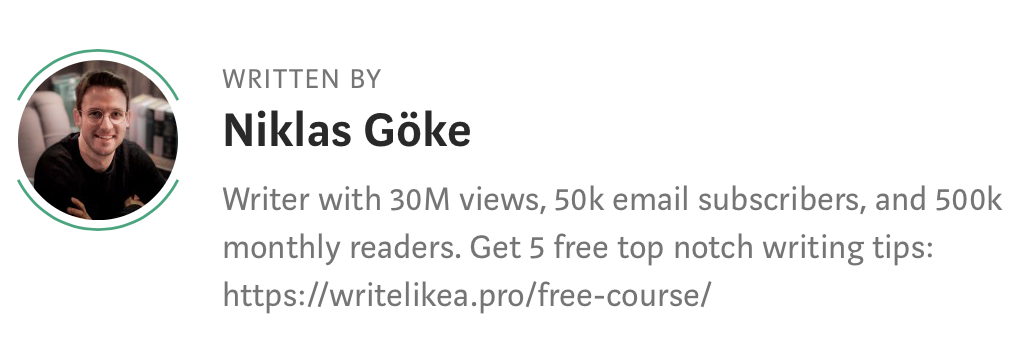 WRITTEN BY
Niklas Göke
Writer with 30M views, 50k email subscribers, and 500k
monthly readers. Get 5 free top notch writing tips:
https://writelikea.pro/free-course/